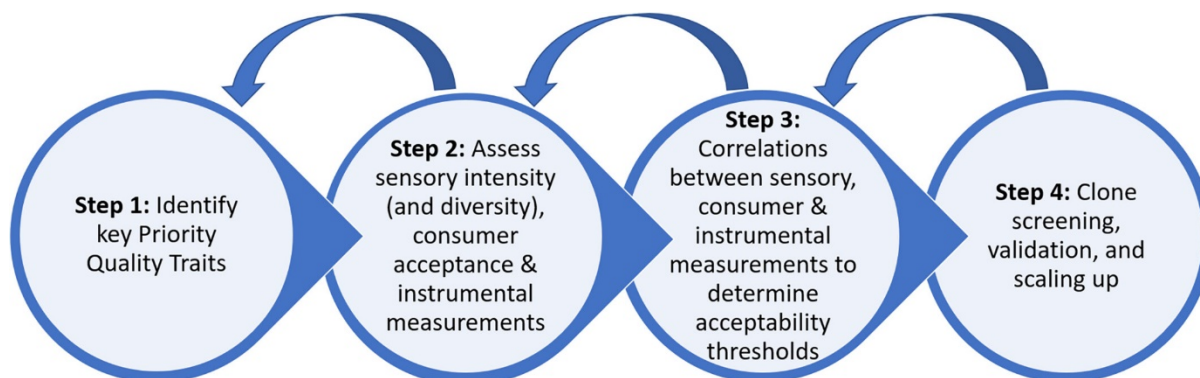 Step 1: Identify
key Priority
Quality Traits
Step 2: Assess
sensory intensity
(and diversity),
consumer
acceptance &
instrumental
measurements
Step 3:
Correlations
between sensory,
consumer &
instrumental
measurements to
determine
acceptability
thresholds
Step 4: Clone
screening,
validation, and
scaling up